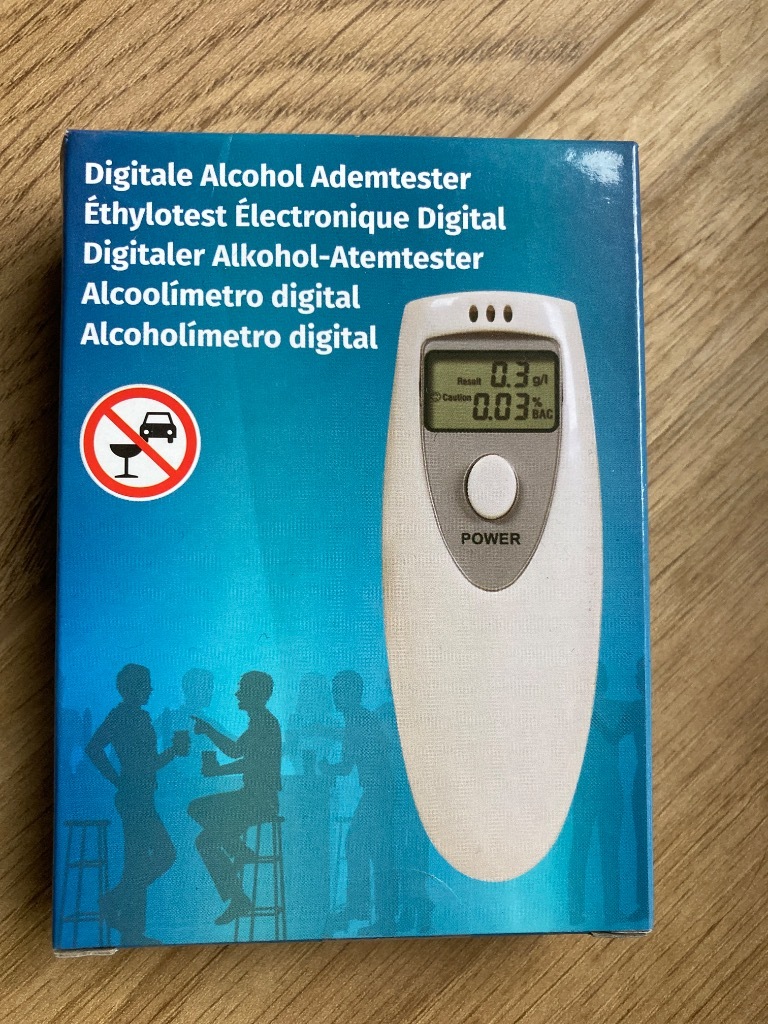 Digitale Alcohol Ademtester
Éthylotest Électronique Digital
Digitaler Alkohol-Atemtester
Alcoolímetro digital
Alcoholímetro digital
Result 0.3 g/l
Caution 0.03 % BAC
POWER